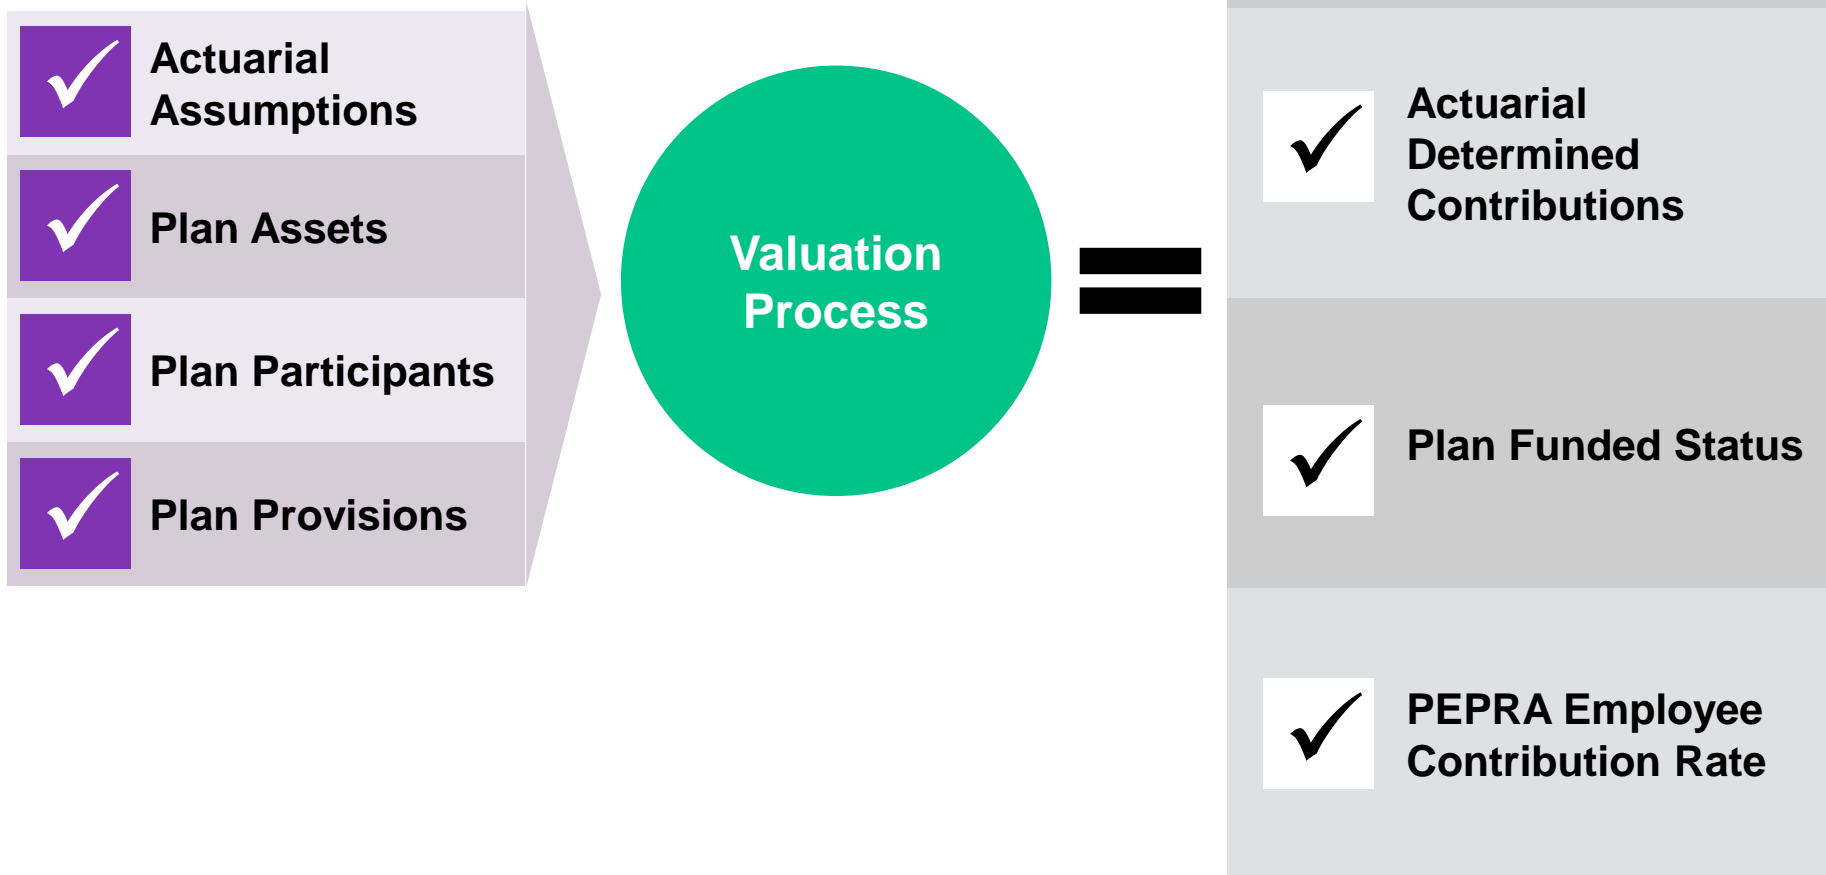 Actuarial
Assumptions
Plan Assets
Plan Participants
Plan Provisions
Valuation
Process
Actuarial
Determined
Contributions
Plan Funded Status
PEPRA Employee
Contribution Rate